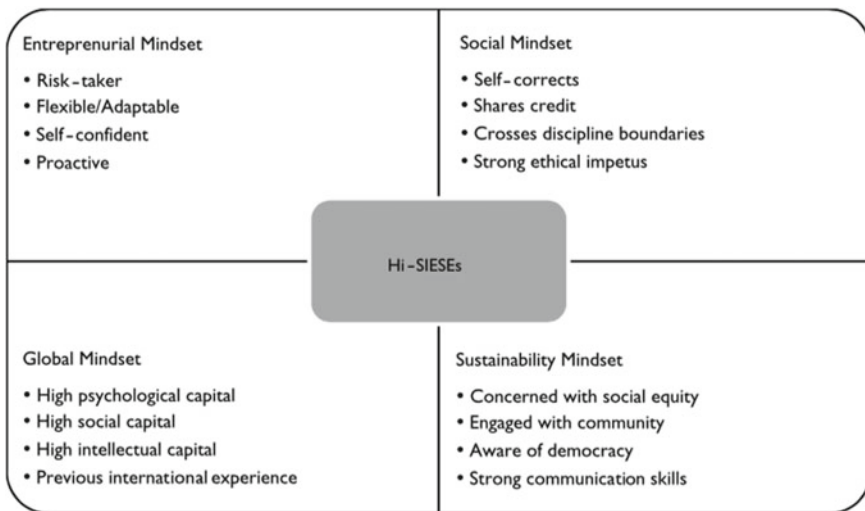 Entreprenurial Mindset
• Risk-taker
• Flexible/Adaptable
• Self-confident
• Proactive
Social Mindset
• Self-corrects
• Shares credit
• Crosses discipline boundaries
• Strong ethical impetus
Hi-SIESEs
Global Mindset
• High psychological capital
• High social capital
• High intellectual capital
• Previous international experience
Sustainability Mindset
• Concerned with social equity
• Engaged with community
• Aware of democracy
• Strong communication skills